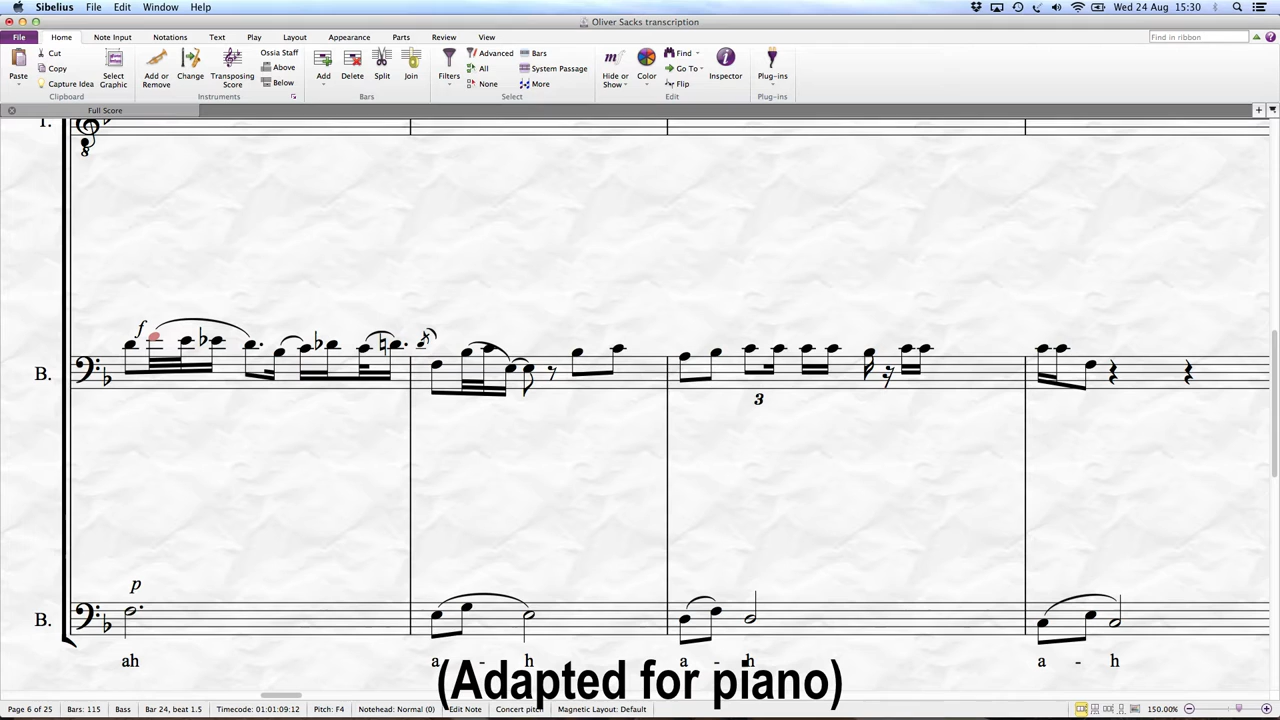 Sibelius File Edit Window Help Wed 24 Aug 15:30
Oliver Sacks transcription
File Home Note Input Notations Text Play Layout Appearance Parts Review View Find in ribbon
Paste Cut Copy Capture Idea Select Graphic Add or Remove Change Transposing Score Ossia Staff Above Below Add Delete Split Join Filters Advanced All None Bars System Passage More Hide or Show Color Find Go To Flip Inspector Plug-ins
Clipboard Instruments Bars Select Edit Plug-ins
Full Score
T.
8
f
B.
3
p
B.
ah a - h a - h a - h
(Adapted for piano)
Page 6 of 25 Bars: 115 Bass Bar 24, beat 1.5 Timecode: 01:01:09:12 Pitch: F4 Notehead: Normal (0) Edit Note Concert pitch Magnetic Layout: Default 150.00%